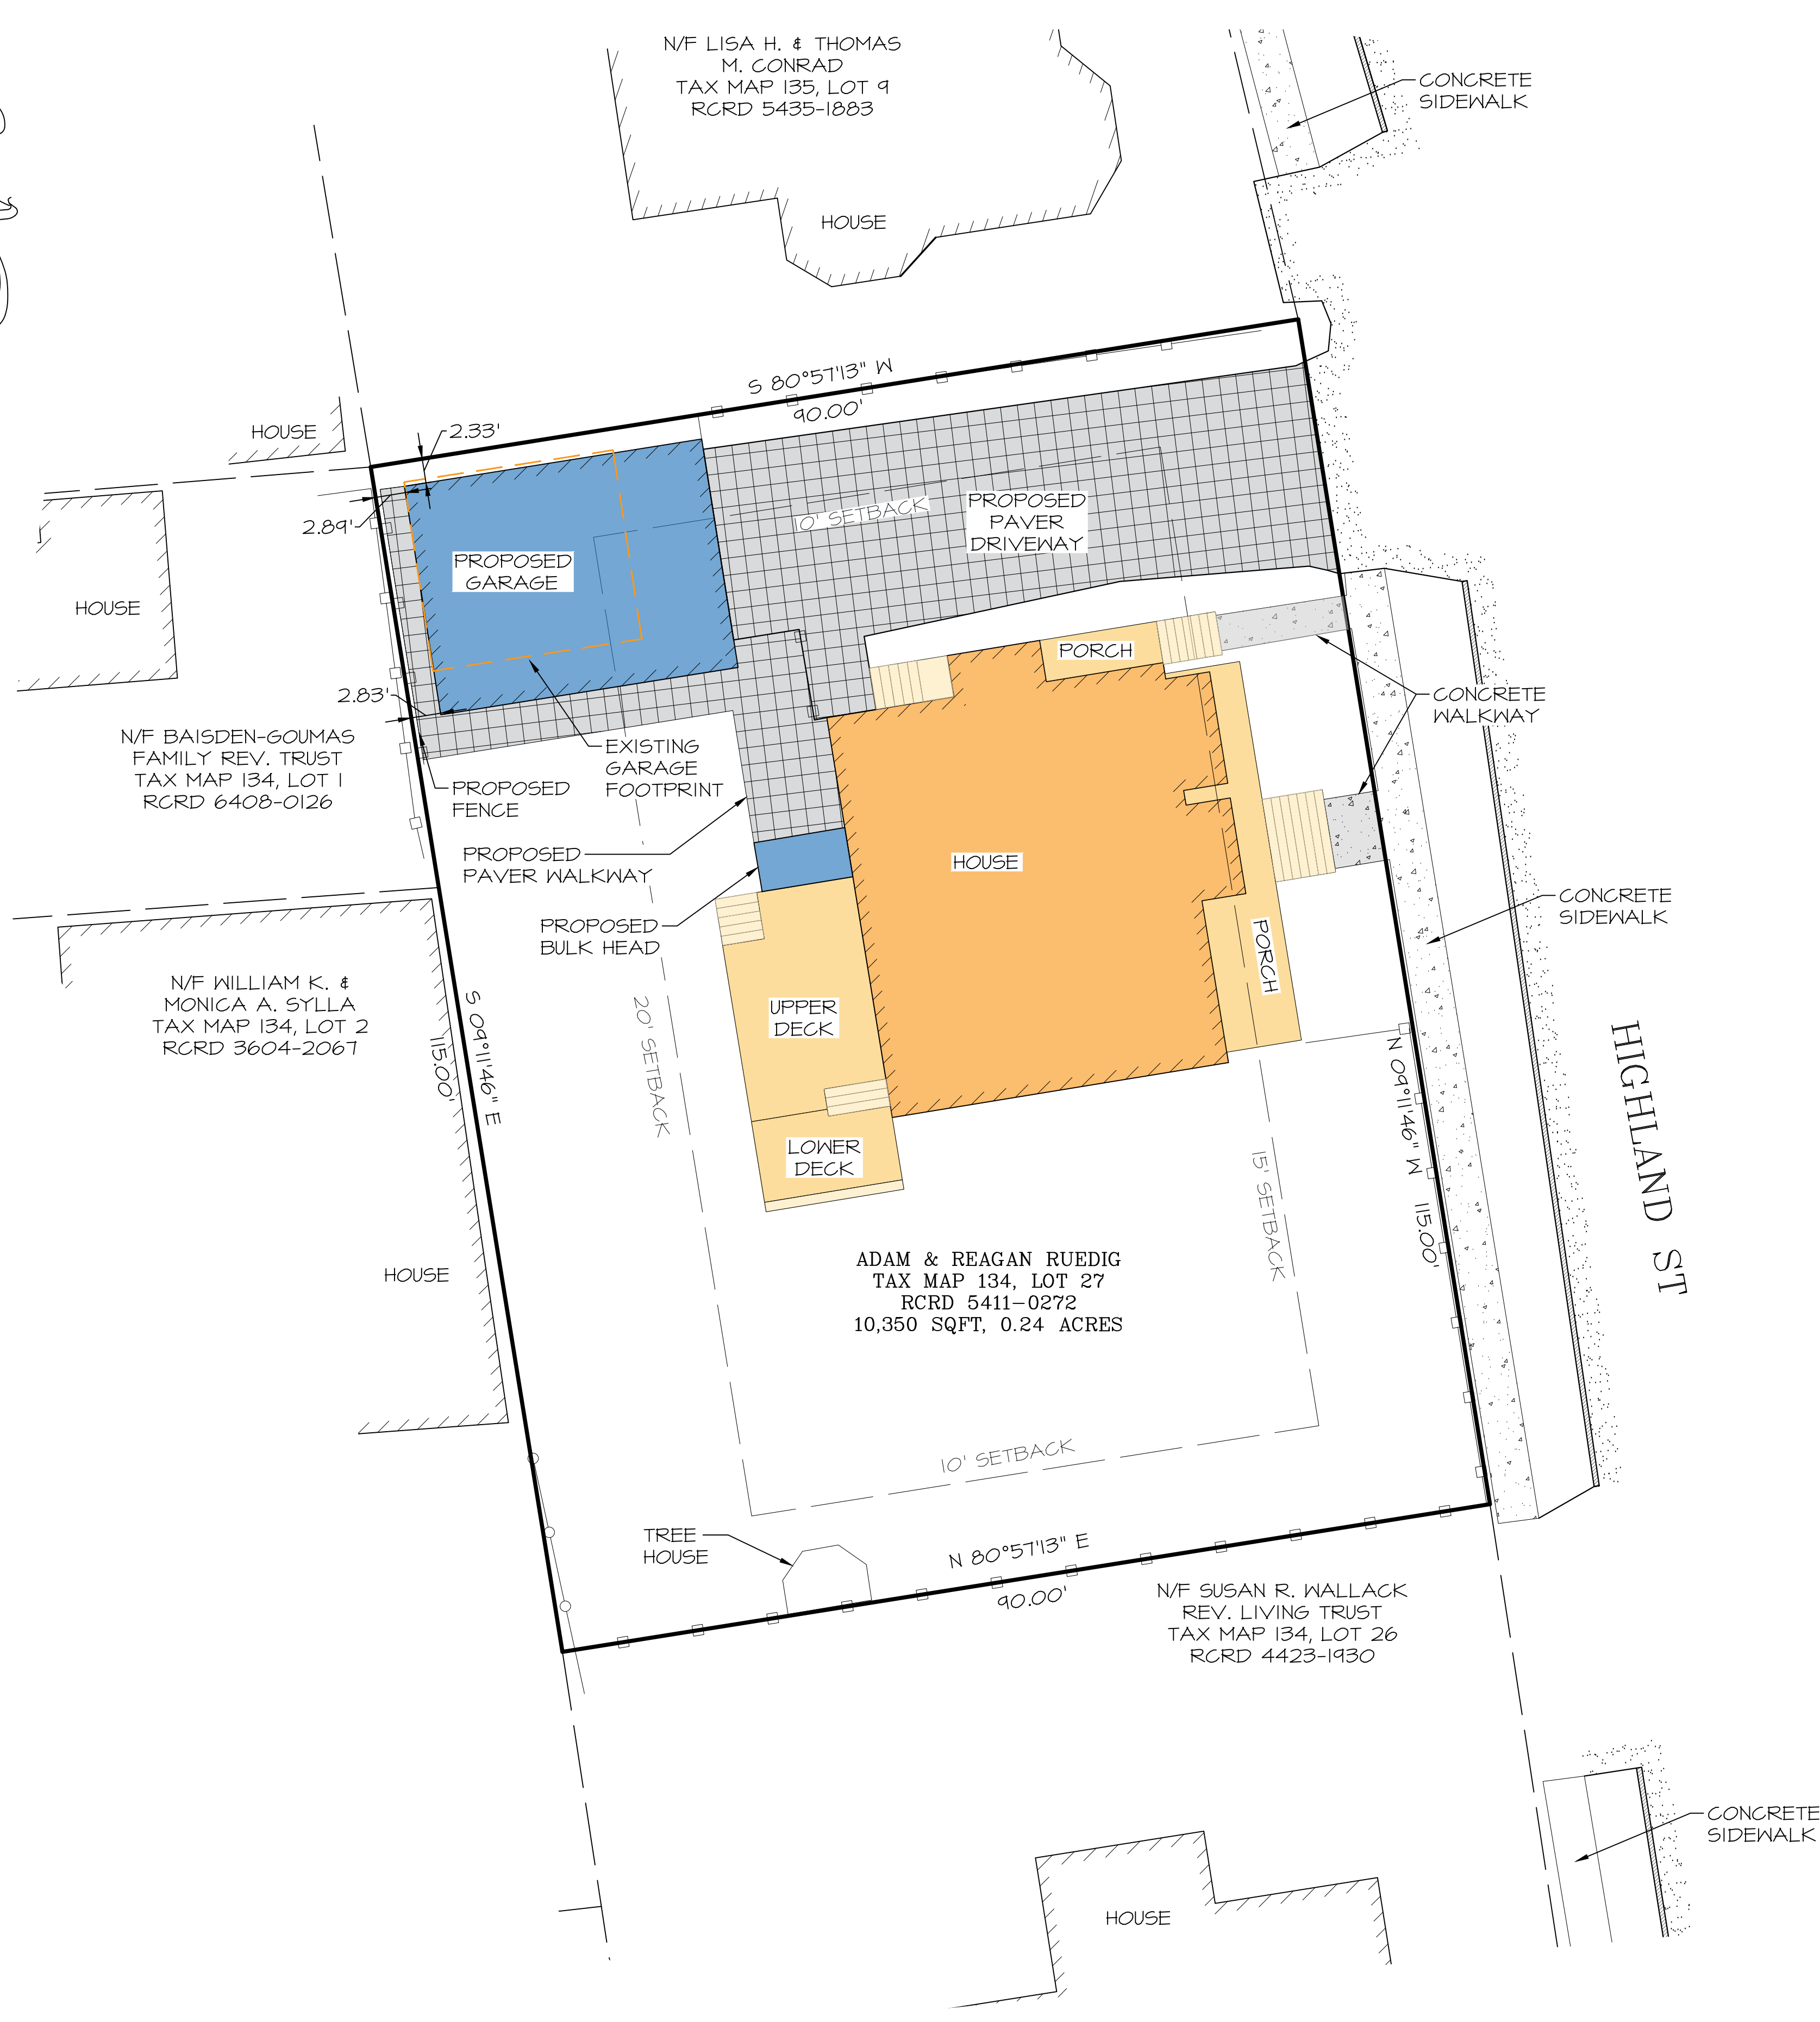 N/F LISA H. & THOMAS
M. CONRAD
TAX MAP 135, LOT 9
RCRD 5435-1883
CONCRETE
SIDEWALK
HOUSE
S 80°57'13" W
90.00'
HOUSE
2.33'
2.89'
10' SETBACK
PROPOSED
PAVER
DRIVEWAY
PROPOSED
GARAGE
HOUSE
PORCH
2.83'
CONCRETE
WALKWAY
N/F BAISDEN-GOUMAS
FAMILY REV. TRUST
TAX MAP 134, LOT 1
RCRD 6408-0126
EXISTING
GARAGE
FOOTPRINT
PROPOSED
FENCE
PROPOSED
PAVER WALKWAY
HOUSE
CONCRETE
SIDEWALK
PROPOSED
BULK HEAD
PORCH
N/F WILLIAM K. &
MONICA A. SYLLA
TAX MAP 134, LOT 2
RCRD 3604-2067
S 09°11'46" E
115.00'
20' SETBACK
UPPER
DECK
N 09°11'46" W 115.00'
HIGHLAND ST
LOWER
DECK
15' SETBACK
HOUSE
ADAM & REAGAN RUEDIG
TAX MAP 134, LOT 27
RCRD 5411-0272
10,350 SQFT, 0.24 ACRES
10' SETBACK
TREE
HOUSE
N 80°57'13" E
90.00'
N/F SUSAN R. WALLACK
REV. LIVING TRUST
TAX MAP 134, LOT 26
RCRD 4423-1930
CONCRETE
SIDEWALK
HOUSE